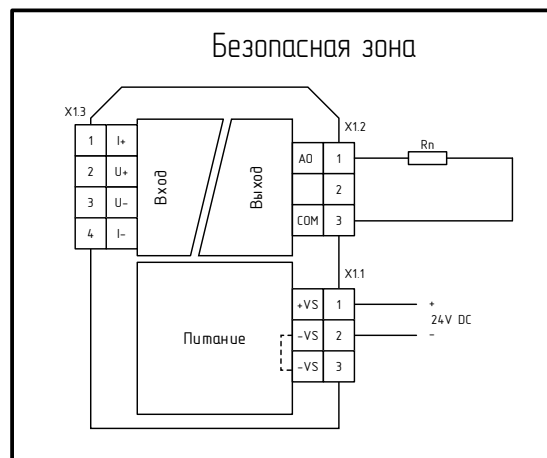 Безопасная зона
X1.3
X1.2
1 I+
2 U+
3 U-
4 I-
Вход
Выход
AO 1
2
COM 3
Rn
X1.1
Питание
+VS 1
-VS 2
-VS 3
+
24V DC
-